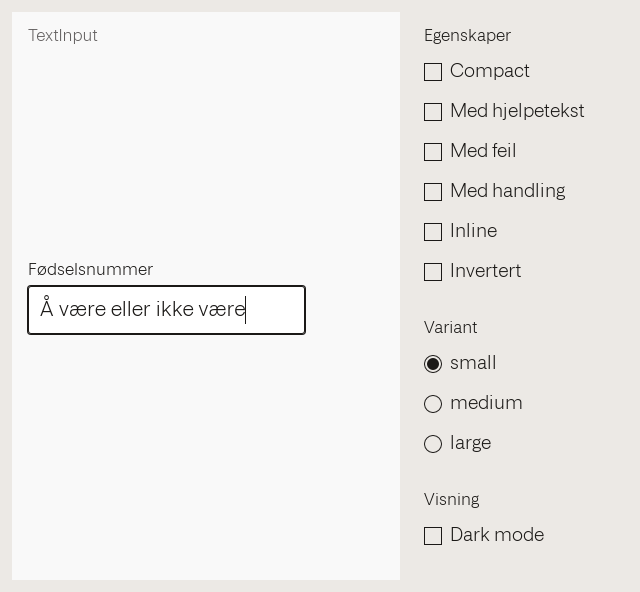 TextInput
Fødselsnummer
Å være eller ikke være
Egenskaper
Compact
Med hjelpetekst
Med feil
Med handling
Inline
Invertert
Variant
small
medium
large
Visning
Dark mode